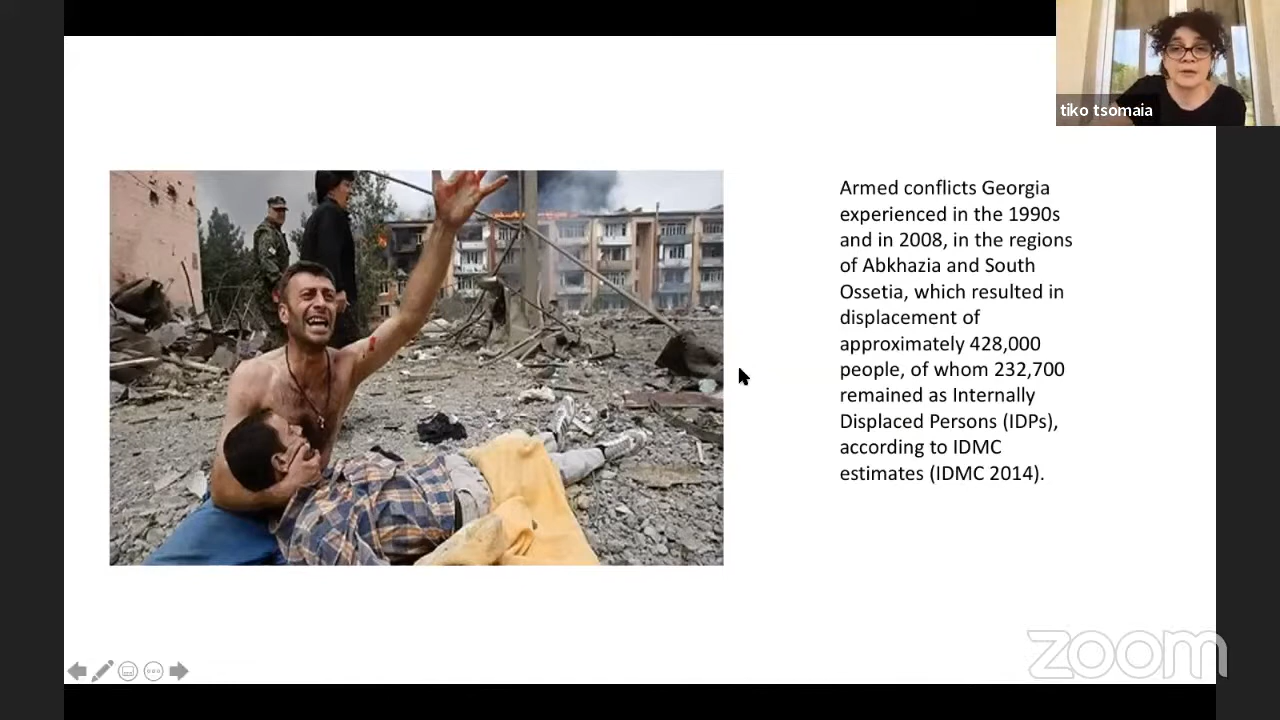 tiko tsomaia
Armed conflicts Georgia
experienced in the 1990s
and in 2008, in the regions
of Abkhazia and South
Ossetia, which resulted in
displacement of
approximately 428,000
people, of whom 232,700
remained as Internally
Displaced Persons (IDPs),
according to IDMC
estimates (IDMC 2014).
zoom